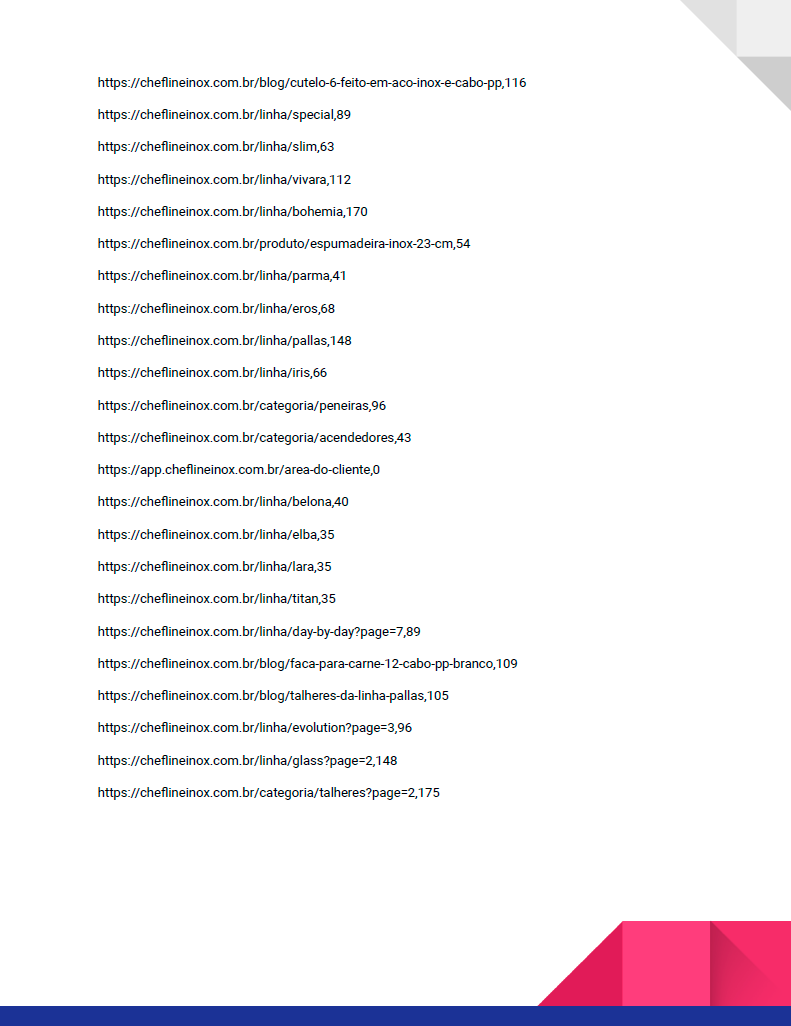 https://cheflineinox.com.br/blog/cutelo-6-feito-em-aco-inox-e-cabo-pp,116
https://cheflineinox.com.br/linha/special,89
https://cheflineinox.com.br/linha/slim,63
https://cheflineinox.com.br/linha/vivara,112
https://cheflineinox.com.br/linha/bohemia,170
https://cheflineinox.com.br/produto/espumadeira-inox-23-cm,54
https://cheflineinox.com.br/linha/parma,41
https://cheflineinox.com.br/linha/eros,68
https://cheflineinox.com.br/linha/pallas,148
https://cheflineinox.com.br/linha/iris,66
https://cheflineinox.com.br/categoria/peneiras,96
https://cheflineinox.com.br/categoria/acendedores,43
https://app.cheflineinox.com.br/area-do-cliente,0
https://cheflineinox.com.br/linha/belona,40
https://cheflineinox.com.br/linha/elba,35
https://cheflineinox.com.br/linha/lara,35
https://cheflineinox.com.br/linha/titan,35
https://cheflineinox.com.br/linha/day-by-day?page=7,89
https://cheflineinox.com.br/blog/faca-para-carne-12-cabo-pp-branco,109
https://cheflineinox.com.br/blog/talheres-da-linha-pallas,105
https://cheflineinox.com.br/linha/evolution?page=3,96
https://cheflineinox.com.br/linha/glass?page=2,148
https://cheflineinox.com.br/categoria/talheres?page=2,175